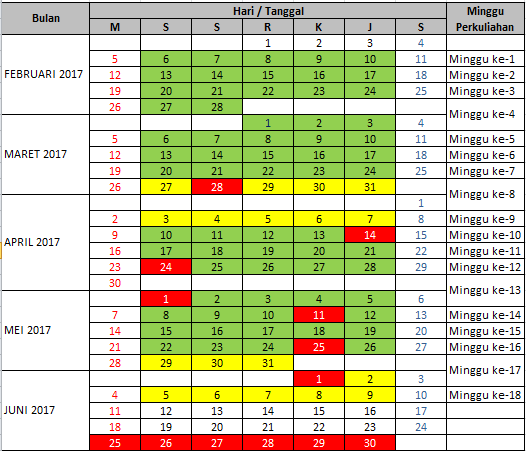 Bulan Hari / Tanggal Minggu Perkuliahan
M S S R K J S
FEBRUARI 2017
1 2 3 4
5 6 7 8 9 10 11 Minggu ke-1
12 13 14 15 16 17 18 Minggu ke-2
19 20 21 22 23 24 25 Minggu ke-3
26 27 28
Minggu ke-4
MARET 2017
1 2 3 4
5 6 7 8 9 10 11 Minggu ke-5
12 13 14 15 16 17 18 Minggu ke-6
19 20 21 22 23 24 25 Minggu ke-7
26 27 28 29 30 31
Minggu ke-8
APRIL 2017
1
2 3 4 5 6 7 8 Minggu ke-9
9 10 11 12 13 14 15 Minggu ke-10
16 17 18 19 20 21 22 Minggu ke-11
23 24 25 26 27 28 29 Minggu ke-12
30
Minggu ke-13
MEI 2017
1 2 3 4 5 6
7 8 9 10 11 12 13 Minggu ke-14
14 15 16 17 18 19 20 Minggu ke-15
21 22 23 24 25 26 27 Minggu ke-16
28 29 30 31
Minggu ke-17
JUNI 2017
1 2 3
4 5 6 7 8 9 10 Minggu ke-18
11 12 13 14 15 16 17
18 19 20 21 22 23 24
25 26 27 28 29 30